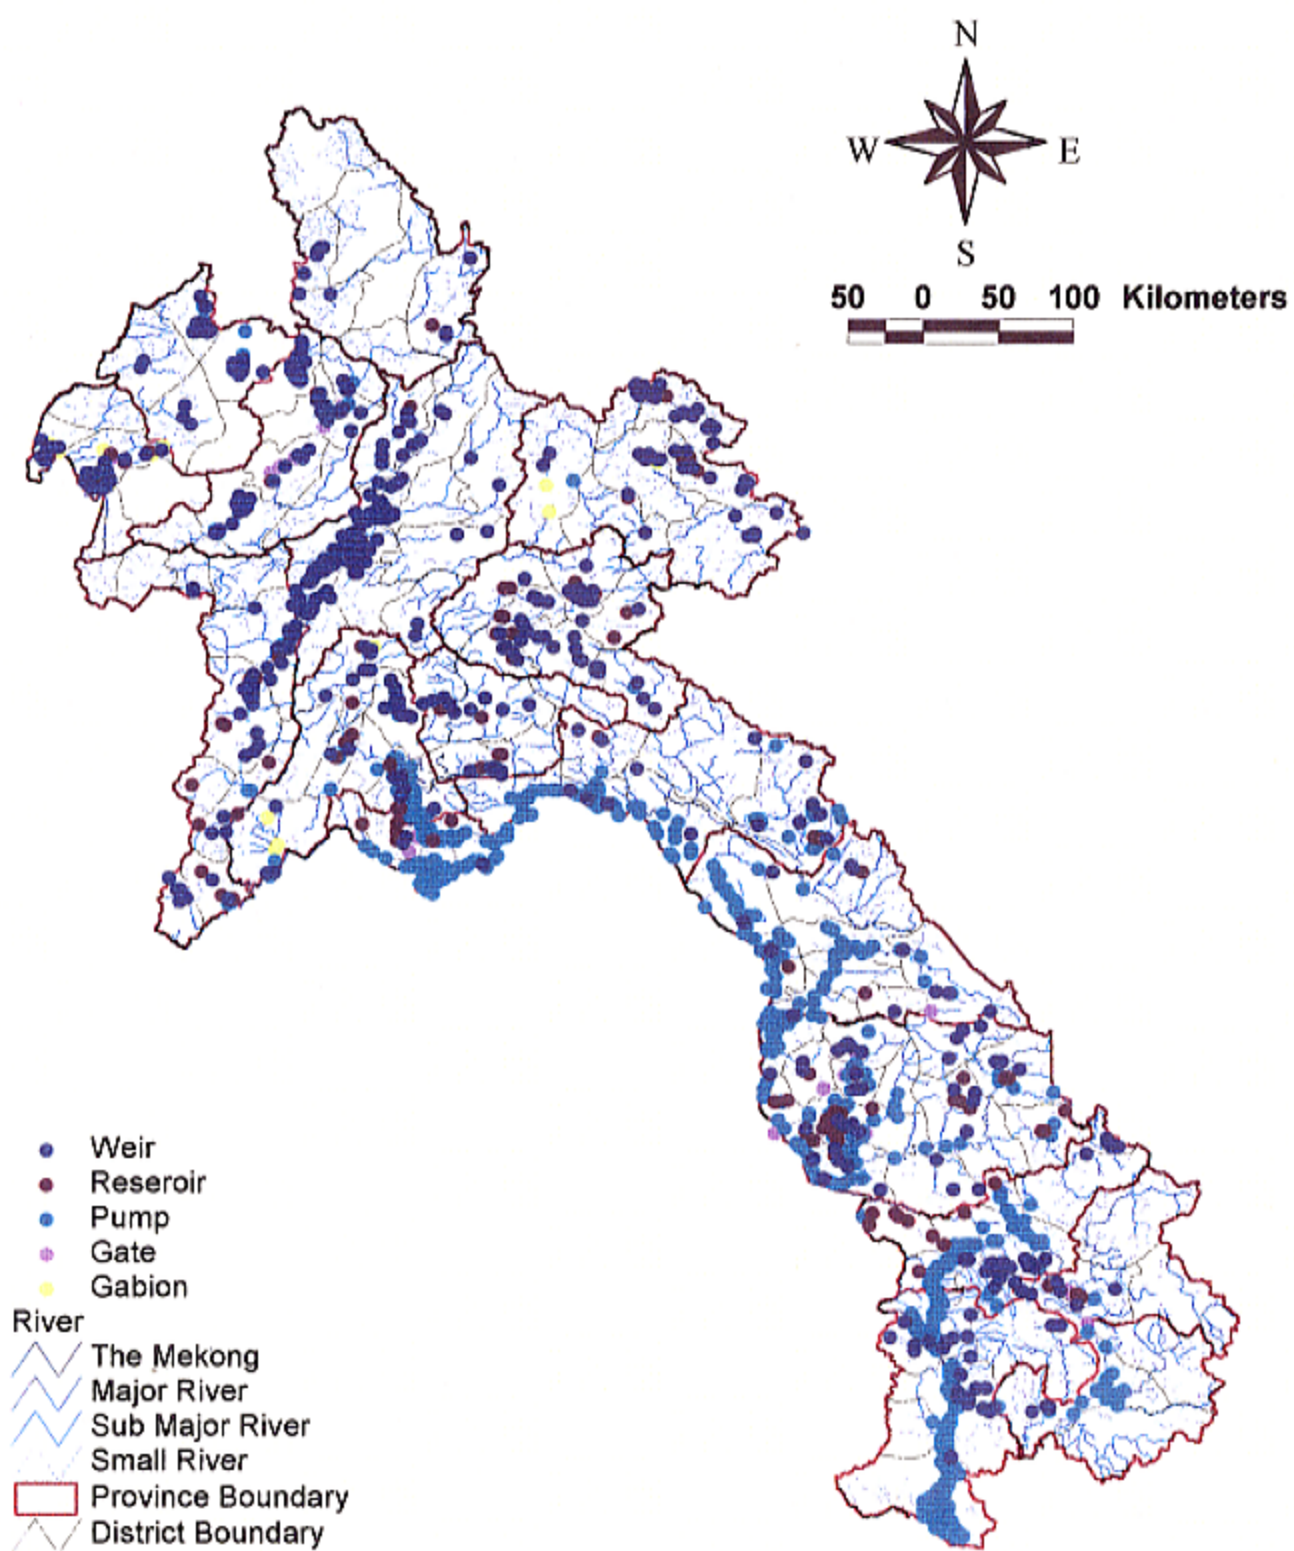 N
W E
S
50 0 50 100 Kilometers
Weir
Reseroir
Pump
Gate
Gabion
River
The Mekong
Major River
Sub Major River
Small River
Province Boundary
District Boundary